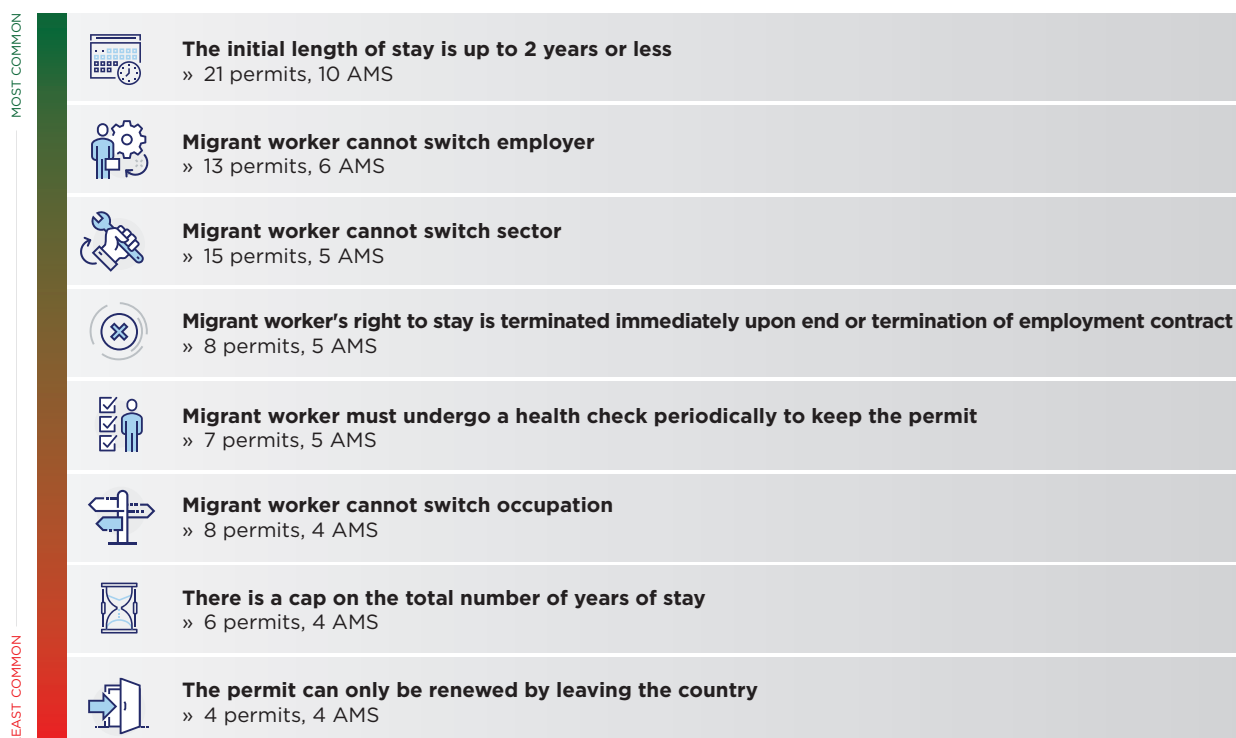 MOST COMMON
The initial length of stay is up to 2 years or less
» 21 permits, 10 AMS
Migrant worker cannot switch employer
» 13 permits, 6 AMS
Migrant worker cannot switch sector
» 15 permits, 5 AMS
Migrant worker's right to stay is terminated immediately upon end or termination of employment contract
» 8 permits, 5 AMS
Migrant worker must undergo a health check periodically to keep the permit
» 7 permits, 5 AMS
Migrant worker cannot switch occupation
» 8 permits, 4 AMS
There is a cap on the total number of years of stay
» 6 permits, 4 AMS
The permit can only be renewed by leaving the country
» 4 permits, 4 AMS
EAST COMMON